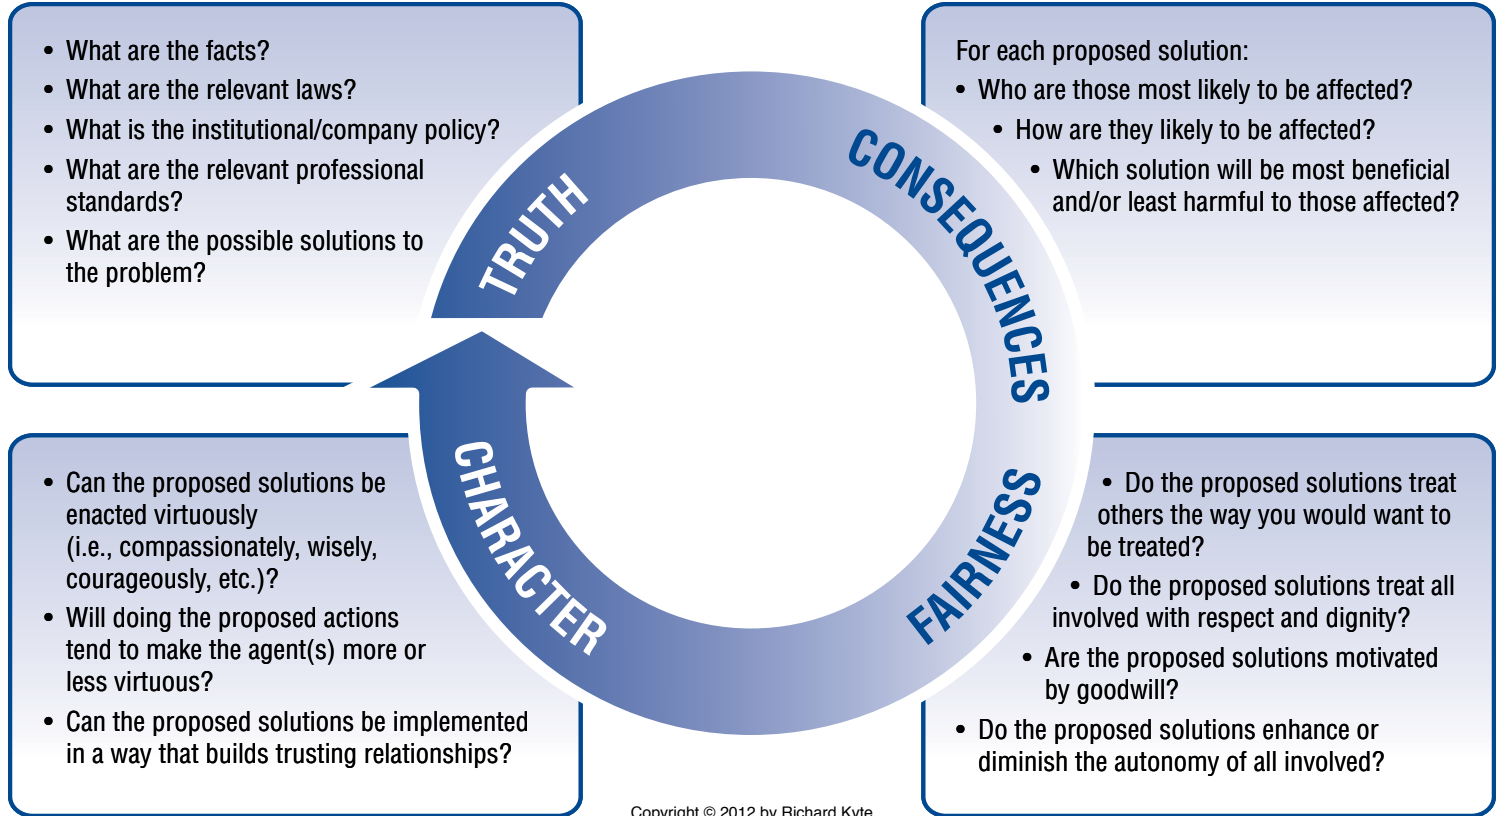 • What are the facts?
• What are the relevant laws?
• What is the institutional/company policy?
• What are the relevant professional
standards?
• What are the possible solutions to
the problem?
TRUTH
CONSEQUENCES
For each proposed solution:
• Who are those most likely to be affected?
• How are they likely to be affected?
• Which solution will be most beneficial
and/or least harmful to those affected?
FAIRNESS
• Do the proposed solutions treat
others the way you would want to
be treated?
• Do the proposed solutions treat all
involved with respect and dignity?
• Are the proposed solutions motivated
by goodwill?
• Do the proposed solutions enhance or
diminish the autonomy of all involved?
CHARACTER
• Can the proposed solutions be
enacted virtuously
(i.e., compassionately, wisely,
courageously, etc.)?
• Will doing the proposed actions
tend to make the agent(s) more or
less virtuous?
• Can the proposed solutions be implemented
in a way that builds trusting relationships?
Copyright © 2012 by Richard Kyte